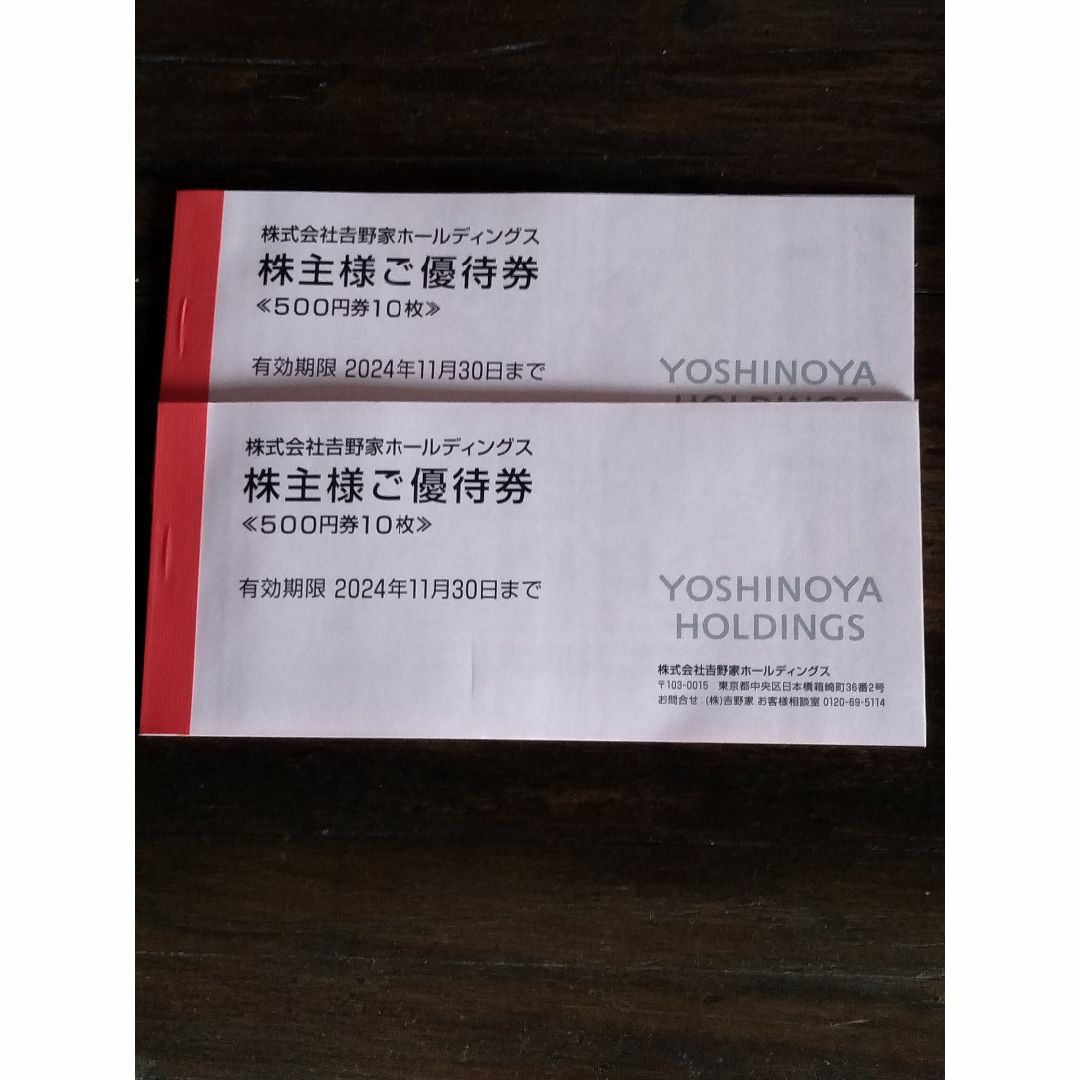 株式会社𠮷野家ホールディングス
株主様ご優待券
≪500円券10枚≫
有効期限 2024年11月30日まで
YOSHINOYA
HOLDINGS
株式会社𠮷野家ホールディングス
株主様ご優待券
≪500円券10枚≫
有効期限 2024年11月30日まで
YOSHINOYA
HOLDINGS
株式会社𠮷野家ホールディングス
〒103-0015 東京都中央区日本橋箱崎町36番2号
お問合せ:(株)𠮷野家 お客様相談室 0120-69-5114